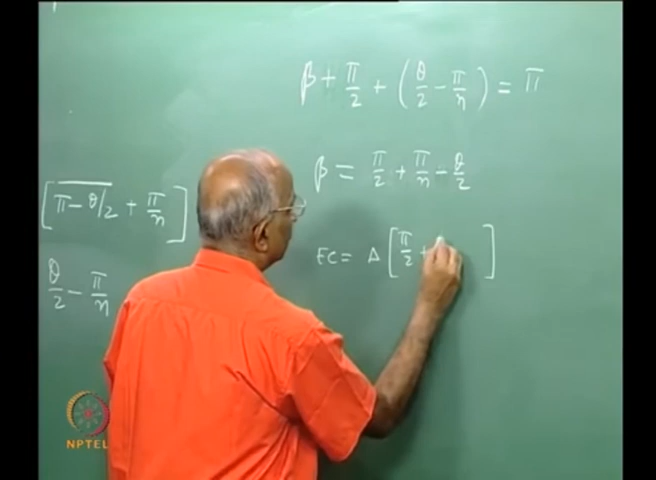 β + π/2 + (θ/2 - π/n) = π
β = π/2 + π/n - θ/2
[π - θ/2 + π/n]
EC = Δ [π/2 + ]
θ/2 - π/n
NPTEL